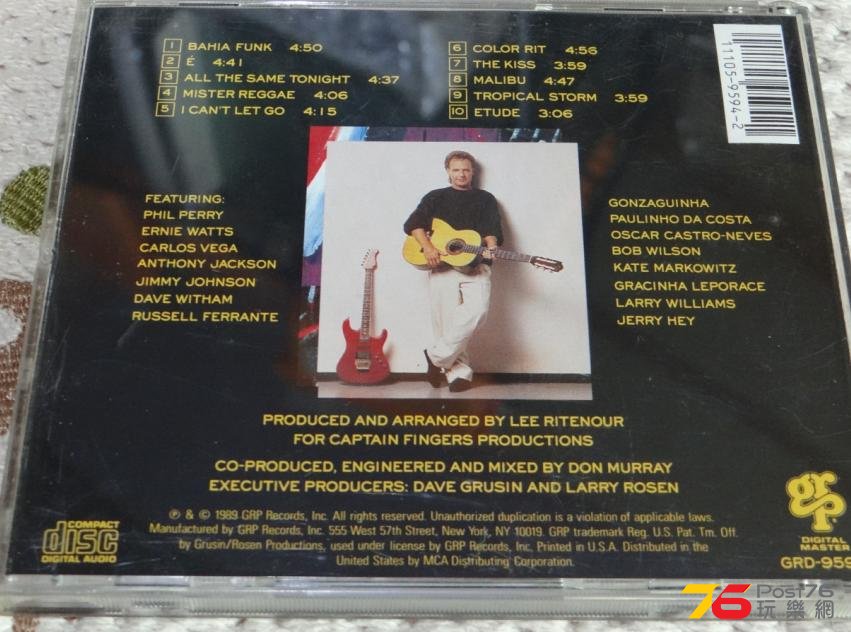 1 BAHIA FUNK 4:50
2 É 4:41
3 ALL THE SAME TONIGHT 4:37
4 MISTER REGGAE 4:06
5 I CAN'T LET GO 4:15
6 COLOR RIT 4:56
7 THE KISS 3:59
8 MALIBU 4:47
9 TROPICAL STORM 3:59
10 ETUDE 3:06
11105-9594-2
FEATURING:
PHIL PERRY
ERNIE WATTS
CARLOS VEGA
ANTHONY JACKSON
JIMMY JOHNSON
DAVE WITHAM
RUSSELL FERRANTE
GONZAGUINHA
PAULINHO DA COSTA
OSCAR CASTRO-NEVES
BOB WILSON
KATE MARKOWITZ
GRACINHA LEPORACE
LARRY WILLIAMS
JERRY HEY
PRODUCED AND ARRANGED BY LEE RITENOUR
FOR CAPTAIN FINGERS PRODUCTIONS
CO-PRODUCED, ENGINEERED AND MIXED BY DON MURRAY
EXECUTIVE PRODUCERS: DAVE GRUSIN AND LARRY ROSEN
℗ & © 1989 GRP Records, Inc. All rights reserved. Unauthorized duplication is a violation of applicable laws.
Manufactured by GRP Records, Inc. 555 West 57th Street, New York, NY 10019. GRP trademark Reg. U.S. Pat. Tm. Off.
by Grusin/Rosen Productions, used under license by GRP Records, Inc. Printed in U.S.A. Distributed in the
United States by MCA Distributing Corporation.
COMPACT
disc
DIGITAL AUDIO
grp
DIGITAL
MASTER
GRD-959
76 Post76
玩樂網